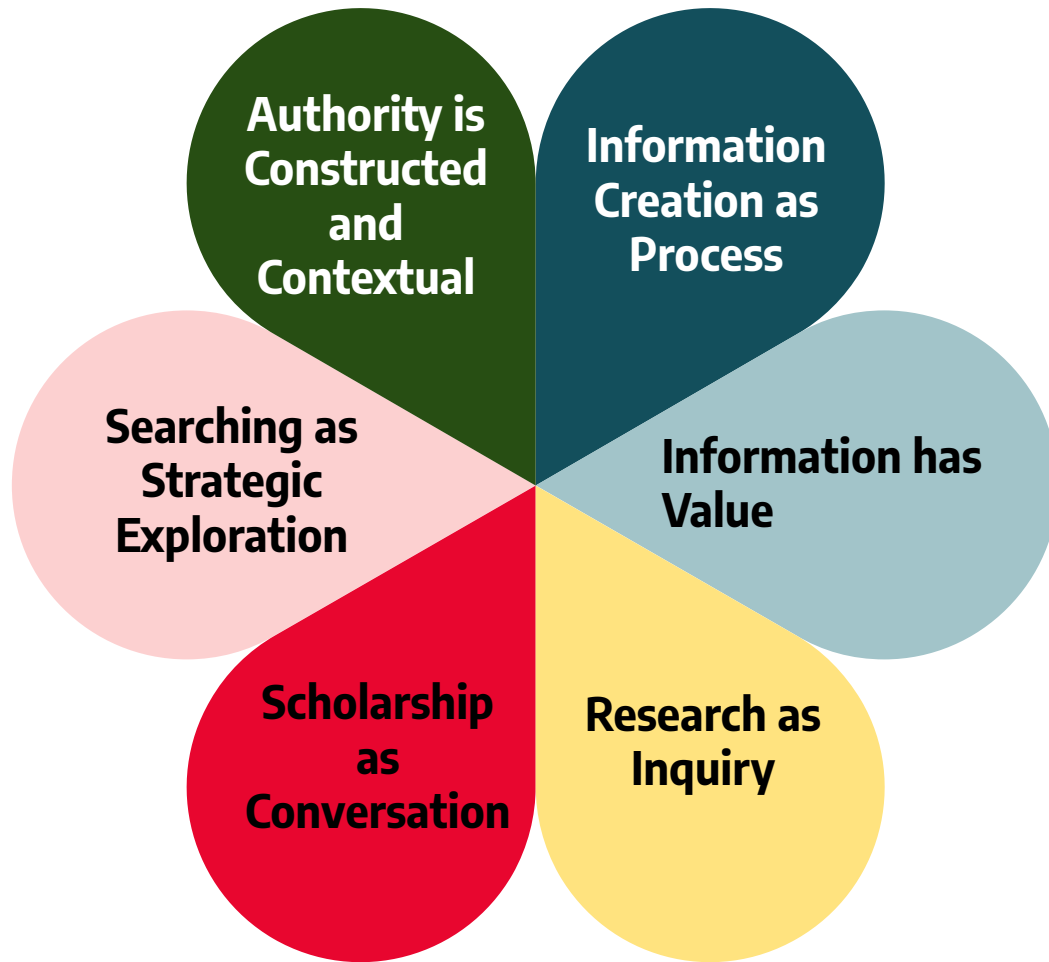 Authority is
Constructed
and
Contextual
Information
Creation as
Process
Information has
Value
Research as
Inquiry
Scholarship
as
Conversation
Searching as
Strategic
Exploration